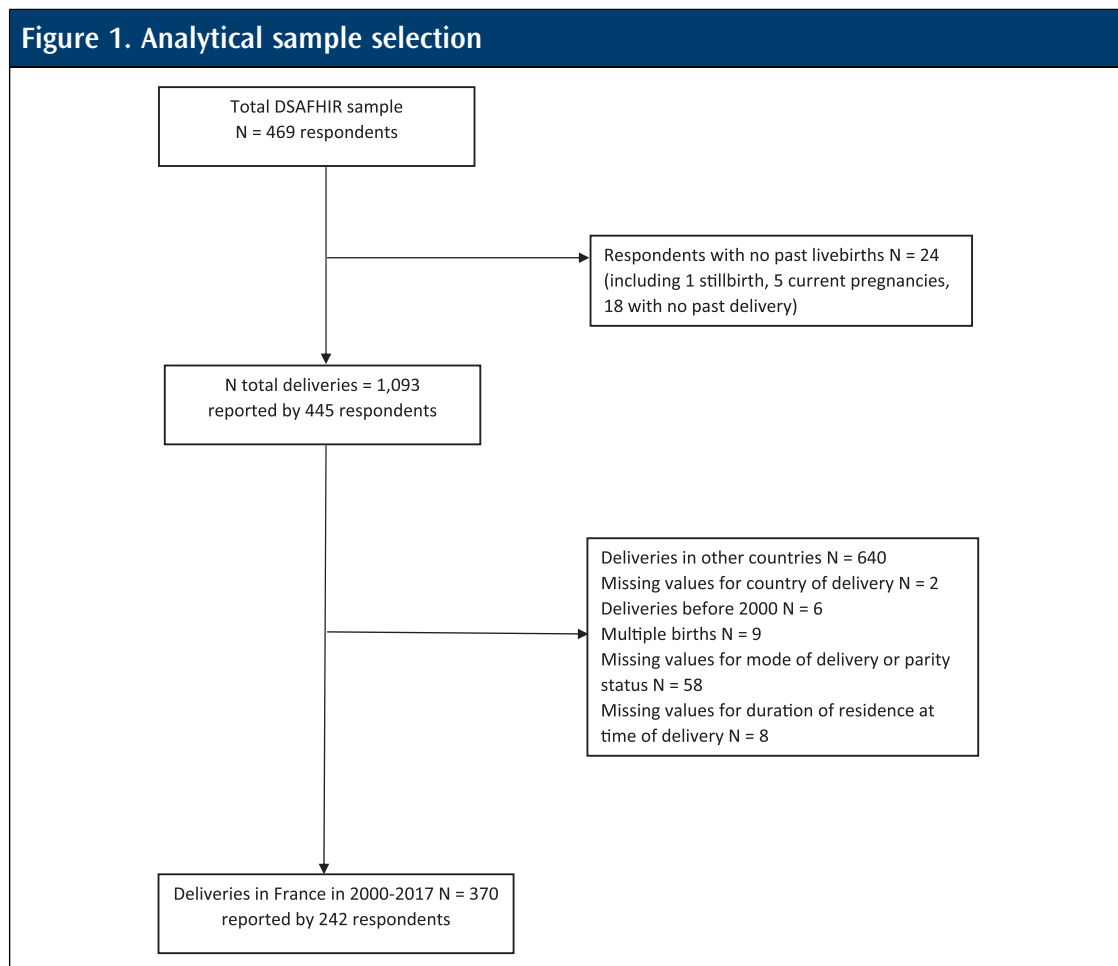 Figure 1. Analytical sample selection
Total DSAFHIR sample
N = 469 respondents
Respondents with no past livebirths N = 24
(including 1 stillbirth, 5 current pregnancies,
18 with no past delivery)
N total deliveries = 1,093
reported by 445 respondents
Deliveries in other countries N = 640
Missing values for country of delivery N = 2
Deliveries before 2000 N = 6
Multiple births N = 9
Missing values for mode of delivery or parity
status N = 58
Missing values for duration of residence at
time of delivery N = 8
Deliveries in France in 2000-2017 N = 370
reported by 242 respondents